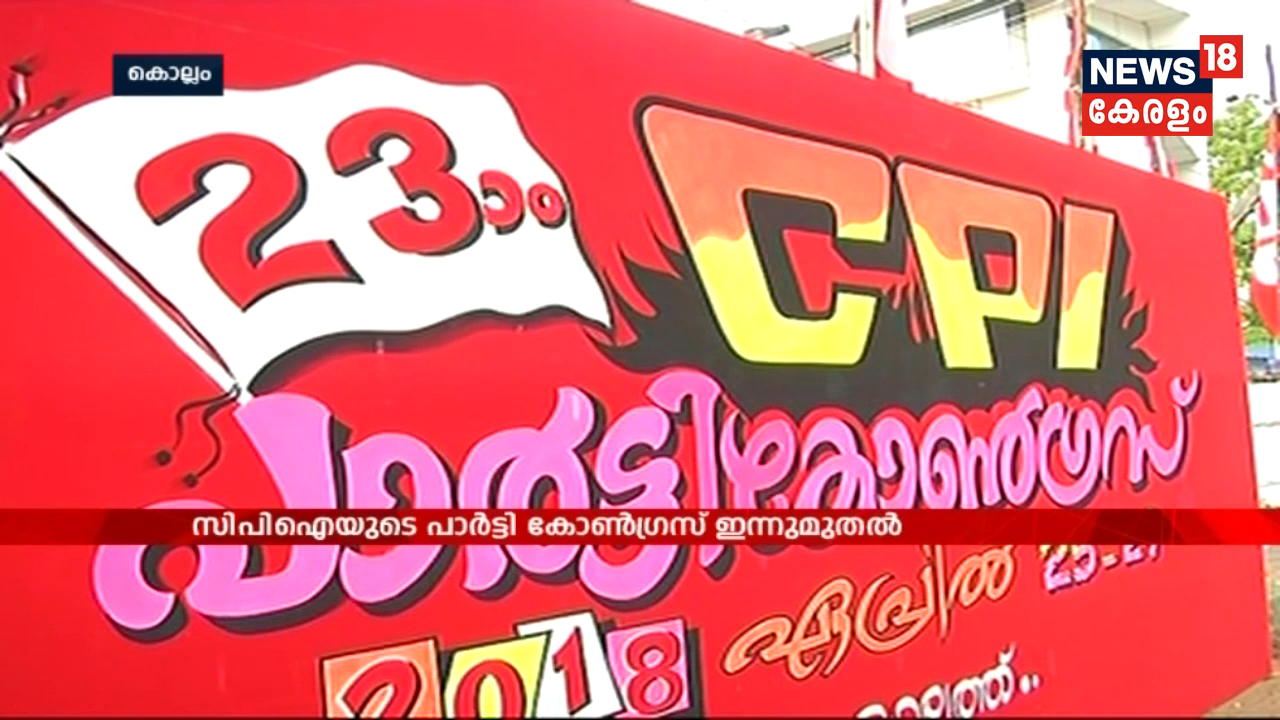 കൊല്ലം
NEWS 18
കേരളം
23ാം
CPI
പാർട്ടി കോൺഗ്രസ്
സിപിഐയുടെ പാർട്ടി കോൺഗ്രസ് ഇന്നുമുതൽ
ഏപ്രിൽ
2018